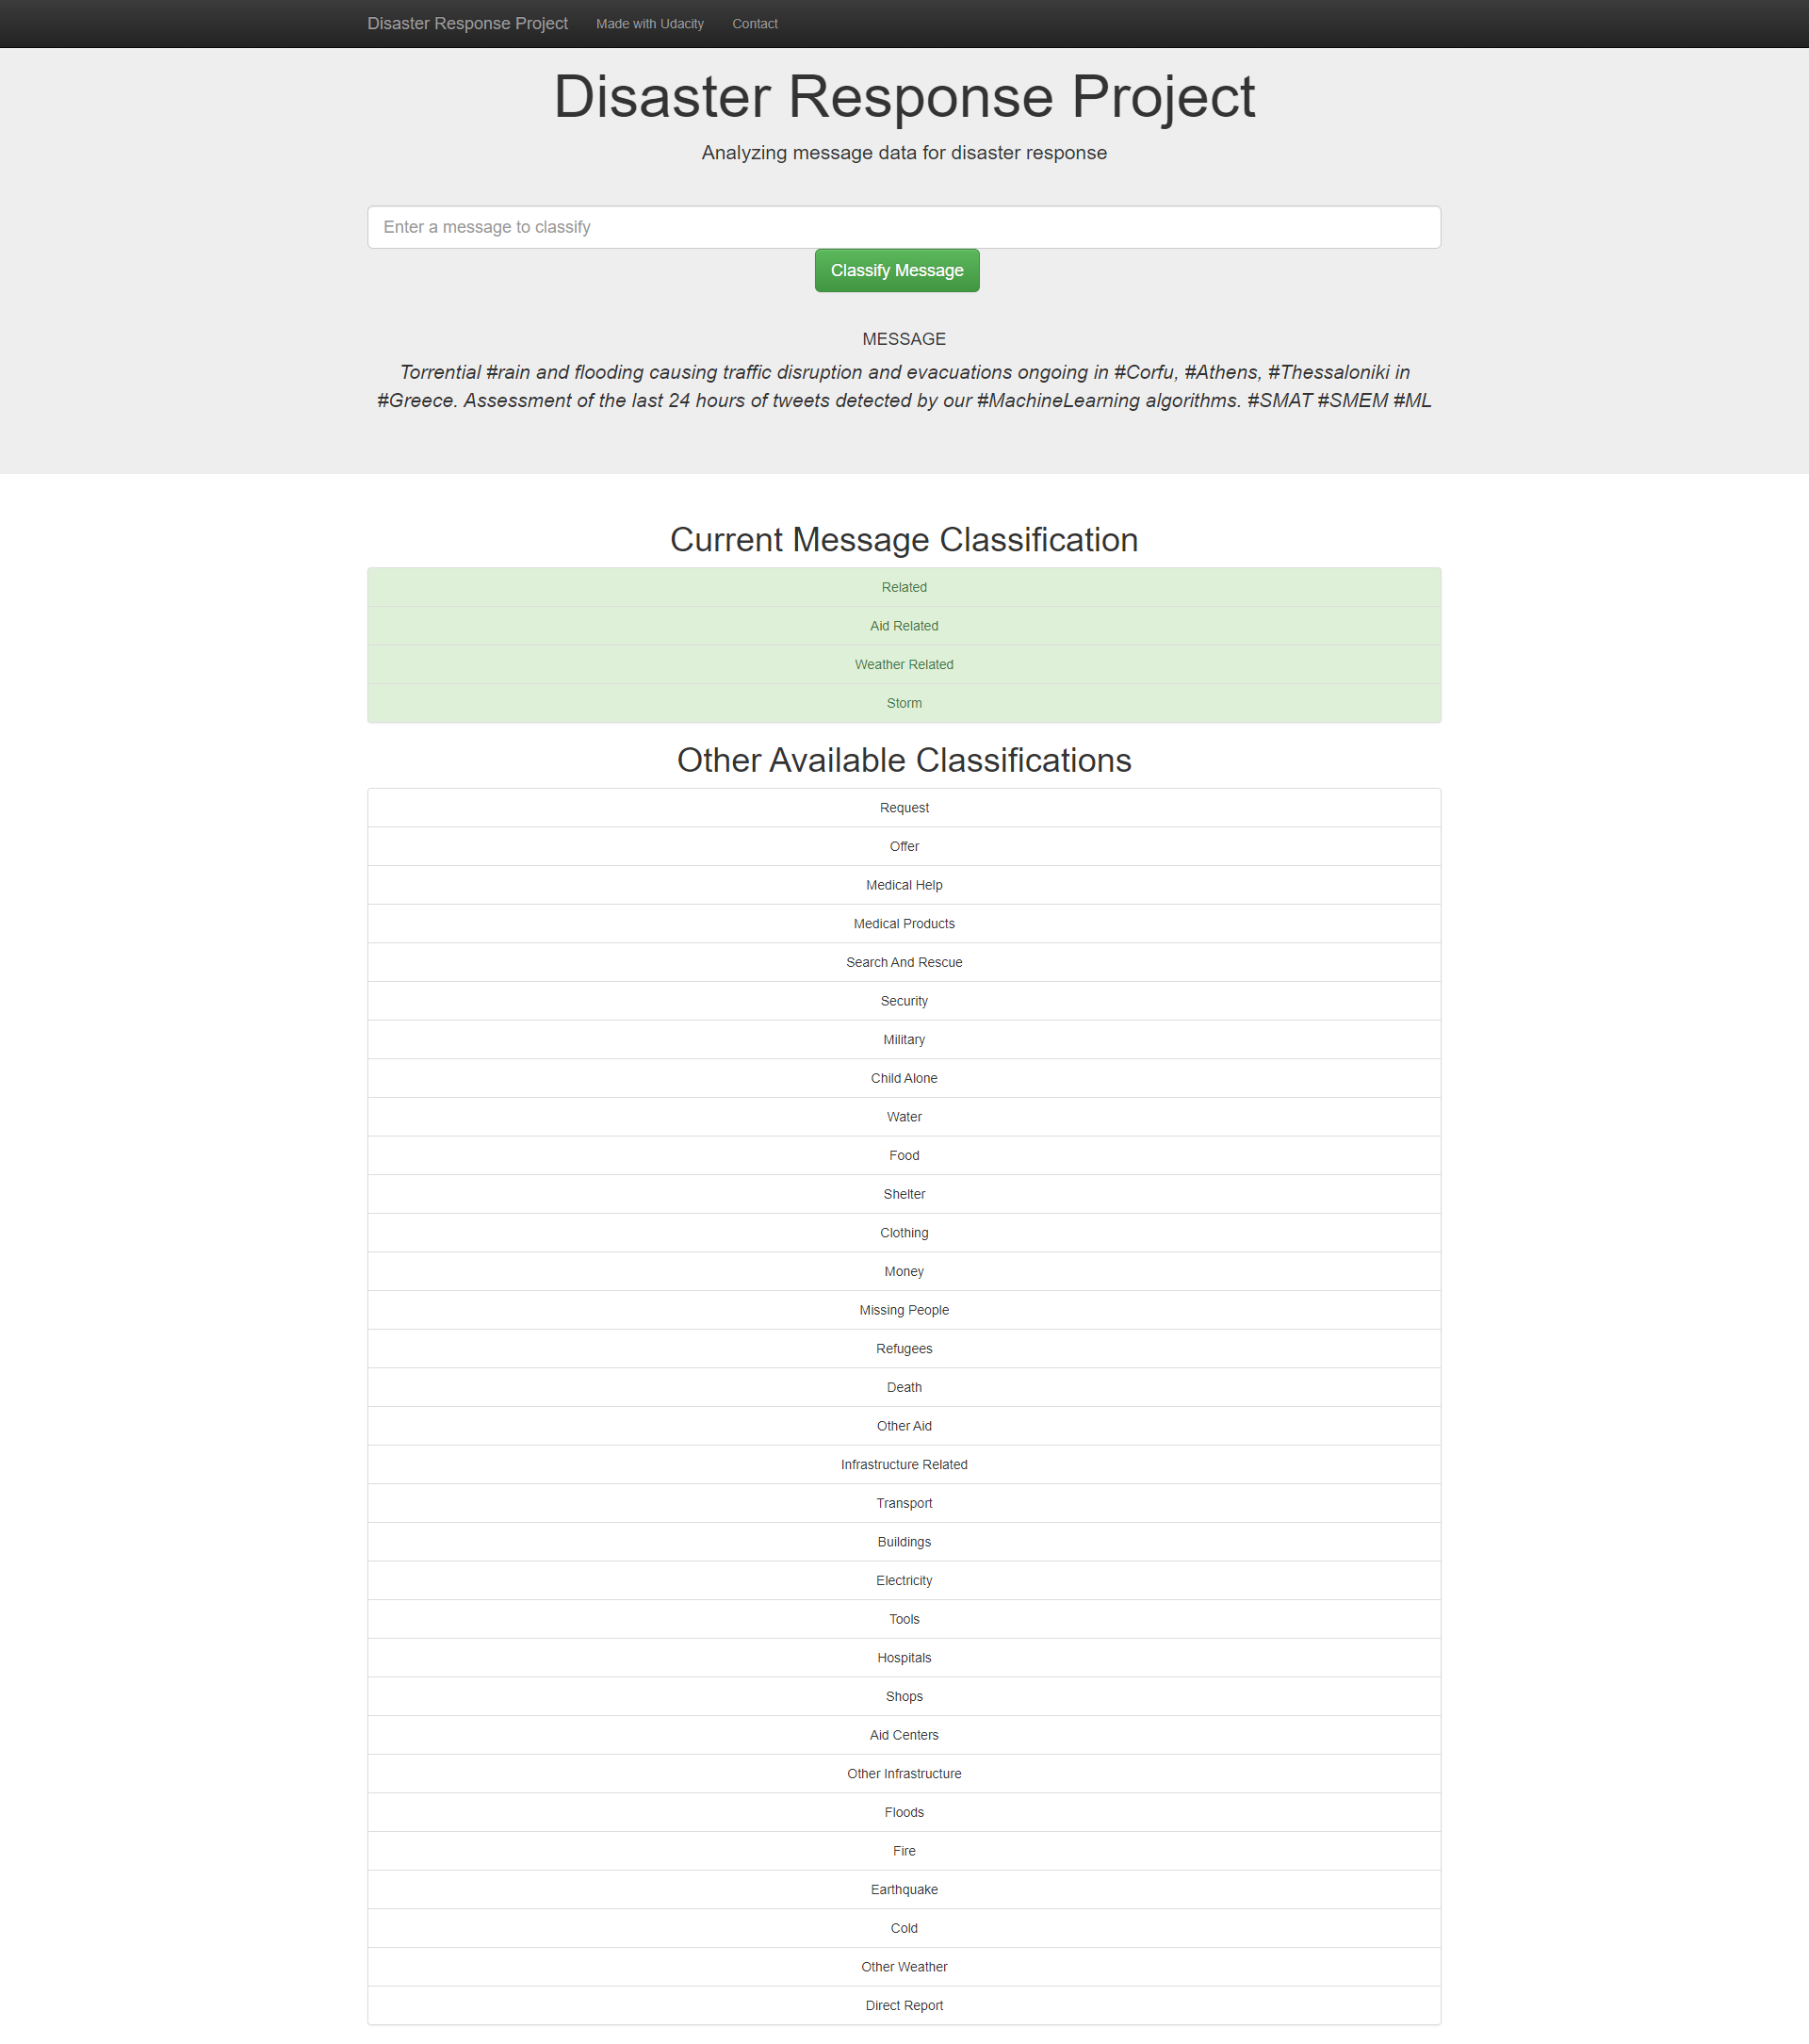 Disaster Response Project Made with Udacity Contact
Disaster Response Project
Analyzing message data for disaster response
Enter a message to classify
Classify Message
MESSAGE
Torrential #rain and flooding causing traffic disruption and evacuations ongoing in #Corfu, #Athens, #Thessaloniki in
#Greece. Assessment of the last 24 hours of tweets detected by our #MachineLearning algorithms. #SMAT #SMEM #ML
Current Message Classification
Related
Aid Related
Weather Related
Storm
Other Available Classifications
Request
Offer
Medical Help
Medical Products
Search And Rescue
Security
Military
Child Alone
Water
Food
Shelter
Clothing
Money
Missing People
Refugees
Death
Other Aid
Infrastructure Related
Transport
Buildings
Electricity
Tools
Hospitals
Shops
Aid Centers
Other Infrastructure
Floods
Fire
Earthquake
Cold
Other Weather
Direct Report